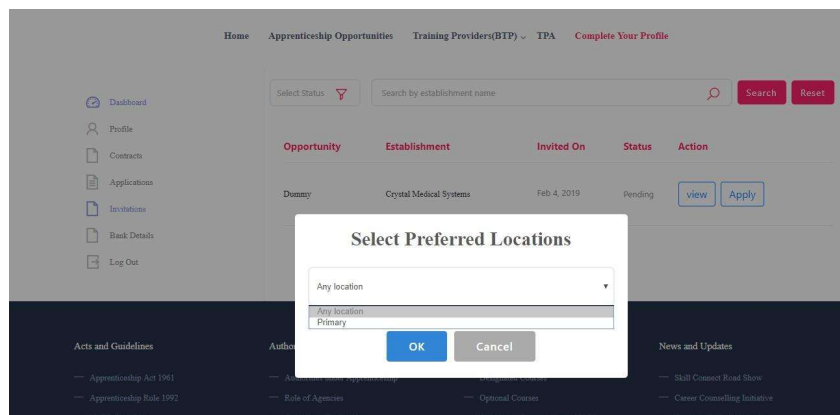 Home Apprenticeship Opportunities Training Providers(BTP) TPA Complete Your Profile
Dashboard
Profile
Contracts
Applications
Invitations
Bank Details
Log Out
Select Status Search by establishment name Search Reset
Opportunity Establishment Invited On Status Action
Dummy Crystal Medical Systems Feb 4, 2019 Pending view Apply
Select Preferred Locations
Any location
Any location
Primary
OK Cancel
Acts and Guidelines
Apprenticeship Act 1961
Apprenticeship Rule 1992
Role of Agencies
Optional Courses
News and Updates
Skill Connect Road Show
Career Counselling Initiative